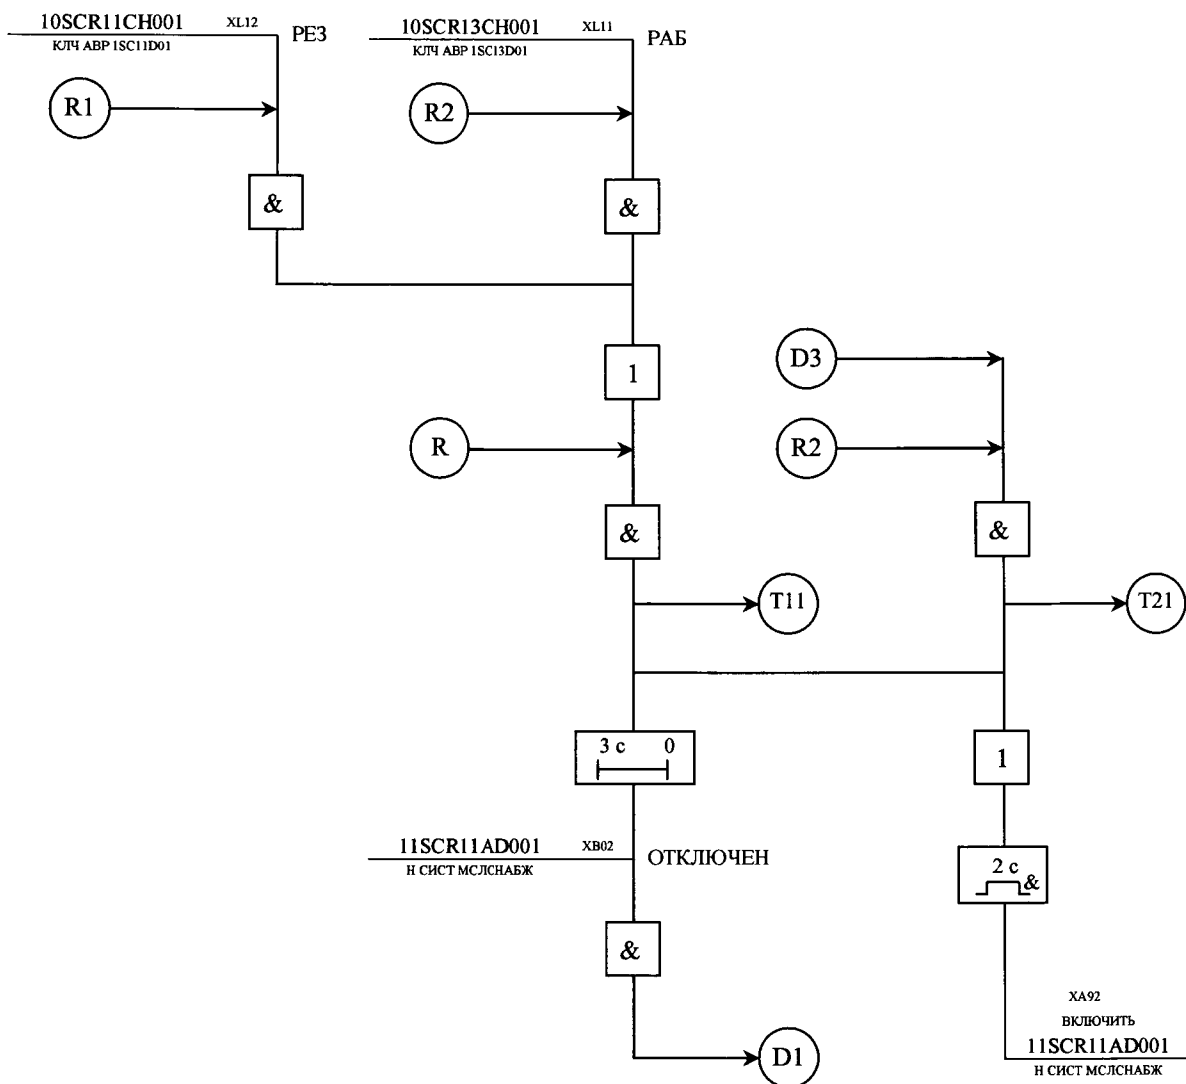 10SCR11CH001 XL12 РЕЗ
КЛЧ АВР 1SC11D01
10SCR13CH001 XL11 РАБ
КЛЧ АВР 1SC13D01
R1
R2
&
&
1
D3
R
R2
&
&
T11
T21
3 с 0
1
11SCR11AD001 XB02 ОТКЛЮЧЕН
Н СИСТ МСЛСНАБЖ
2 с &
&
XA92
ВКЛЮЧИТЬ
11SCR11AD001
Н СИСТ МСЛСНАБЖ
D1